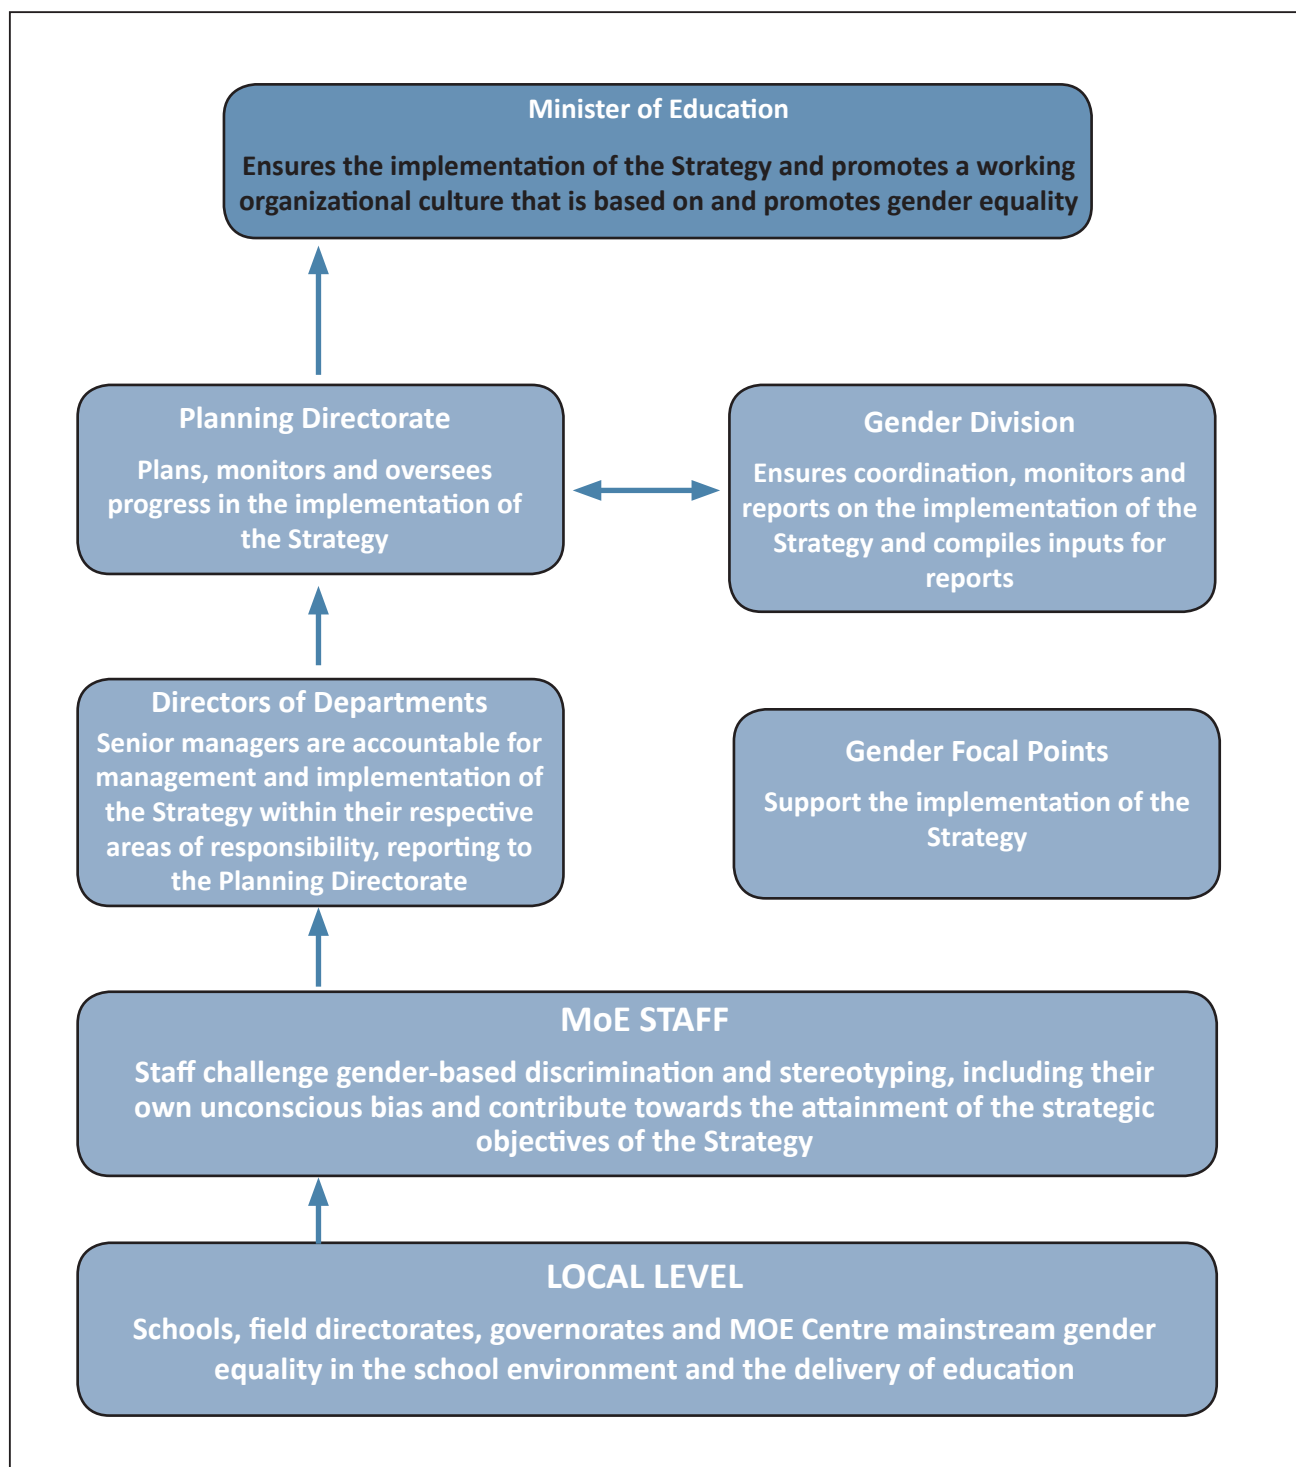 Minister of Education
Ensures the implementation of the Strategy and promotes a working
organizational culture that is based on and promotes gender equality
Planning Directorate
Plans, monitors and oversees
progress in the implementation of
the Strategy
Gender Division
Ensures coordination, monitors and
reports on the implementation of the
Strategy and compiles inputs for
reports
Directors of Departments
Senior managers are accountable for
management and implementation of
the Strategy within their respective
areas of responsibility, reporting to
the Planning Directorate
Gender Focal Points
Support the implementation of the
Strategy
MoE STAFF
Staff challenge gender-based discrimination and stereotyping, including their
own unconscious bias and contribute towards the attainment of the strategic
objectives of the Strategy
LOCAL LEVEL
Schools, field directorates, governorates and MOE Centre mainstream gender
equality in the school environment and the delivery of education